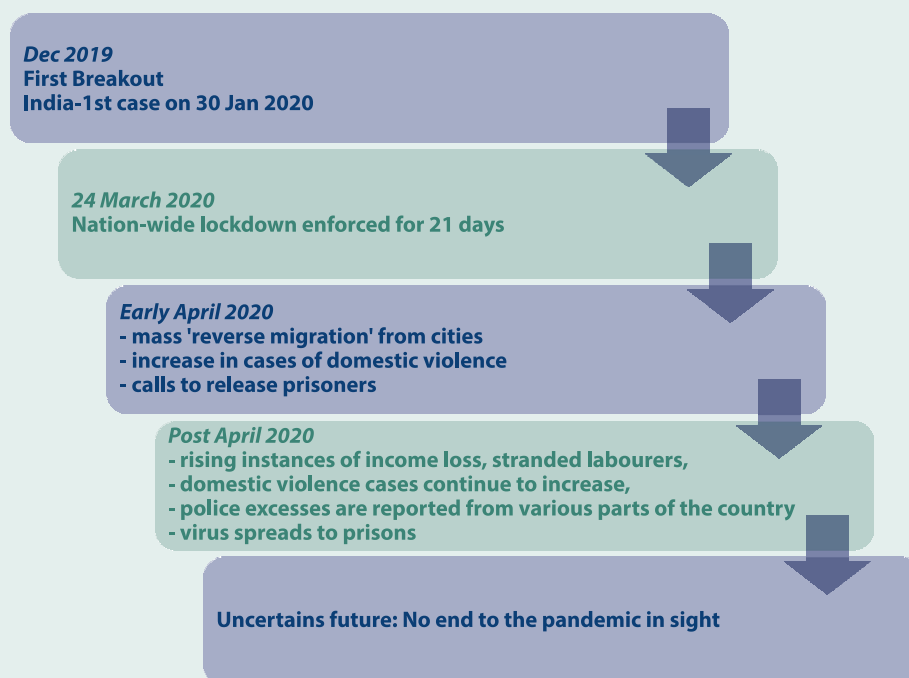 Dec 2019
First Breakout
India-1st case on 30 Jan 2020
24 March 2020
Nation-wide lockdown enforced for 21 days
Early April 2020
- mass 'reverse migration' from cities
- increase in cases of domestic violence
- calls to release prisoners
Post April 2020
- rising instances of income loss, stranded labourers,
- domestic violence cases continue to increase,
- police excesses are reported from various parts of the country
- virus spreads to prisons
Uncertains future: No end to the pandemic in sight